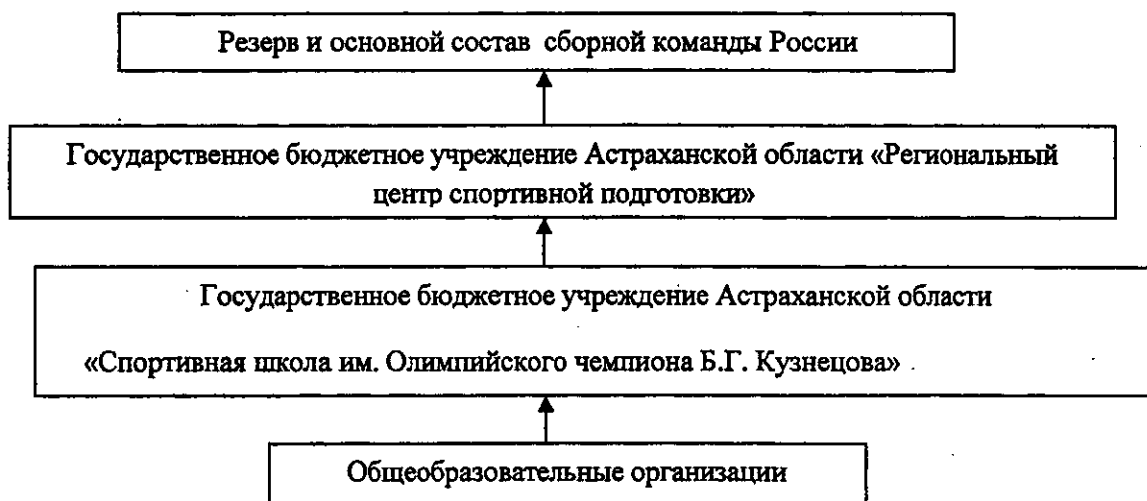 Резерв и основной состав сборной команды России
Государственное бюджетное учреждение Астраханской области «Региональный
центр спортивной подготовки»
Государственное бюджетное учреждение Астраханской области
«Спортивная школа им. Олимпийского чемпиона Б.Г. Кузнецова»
Общеобразовательные организации